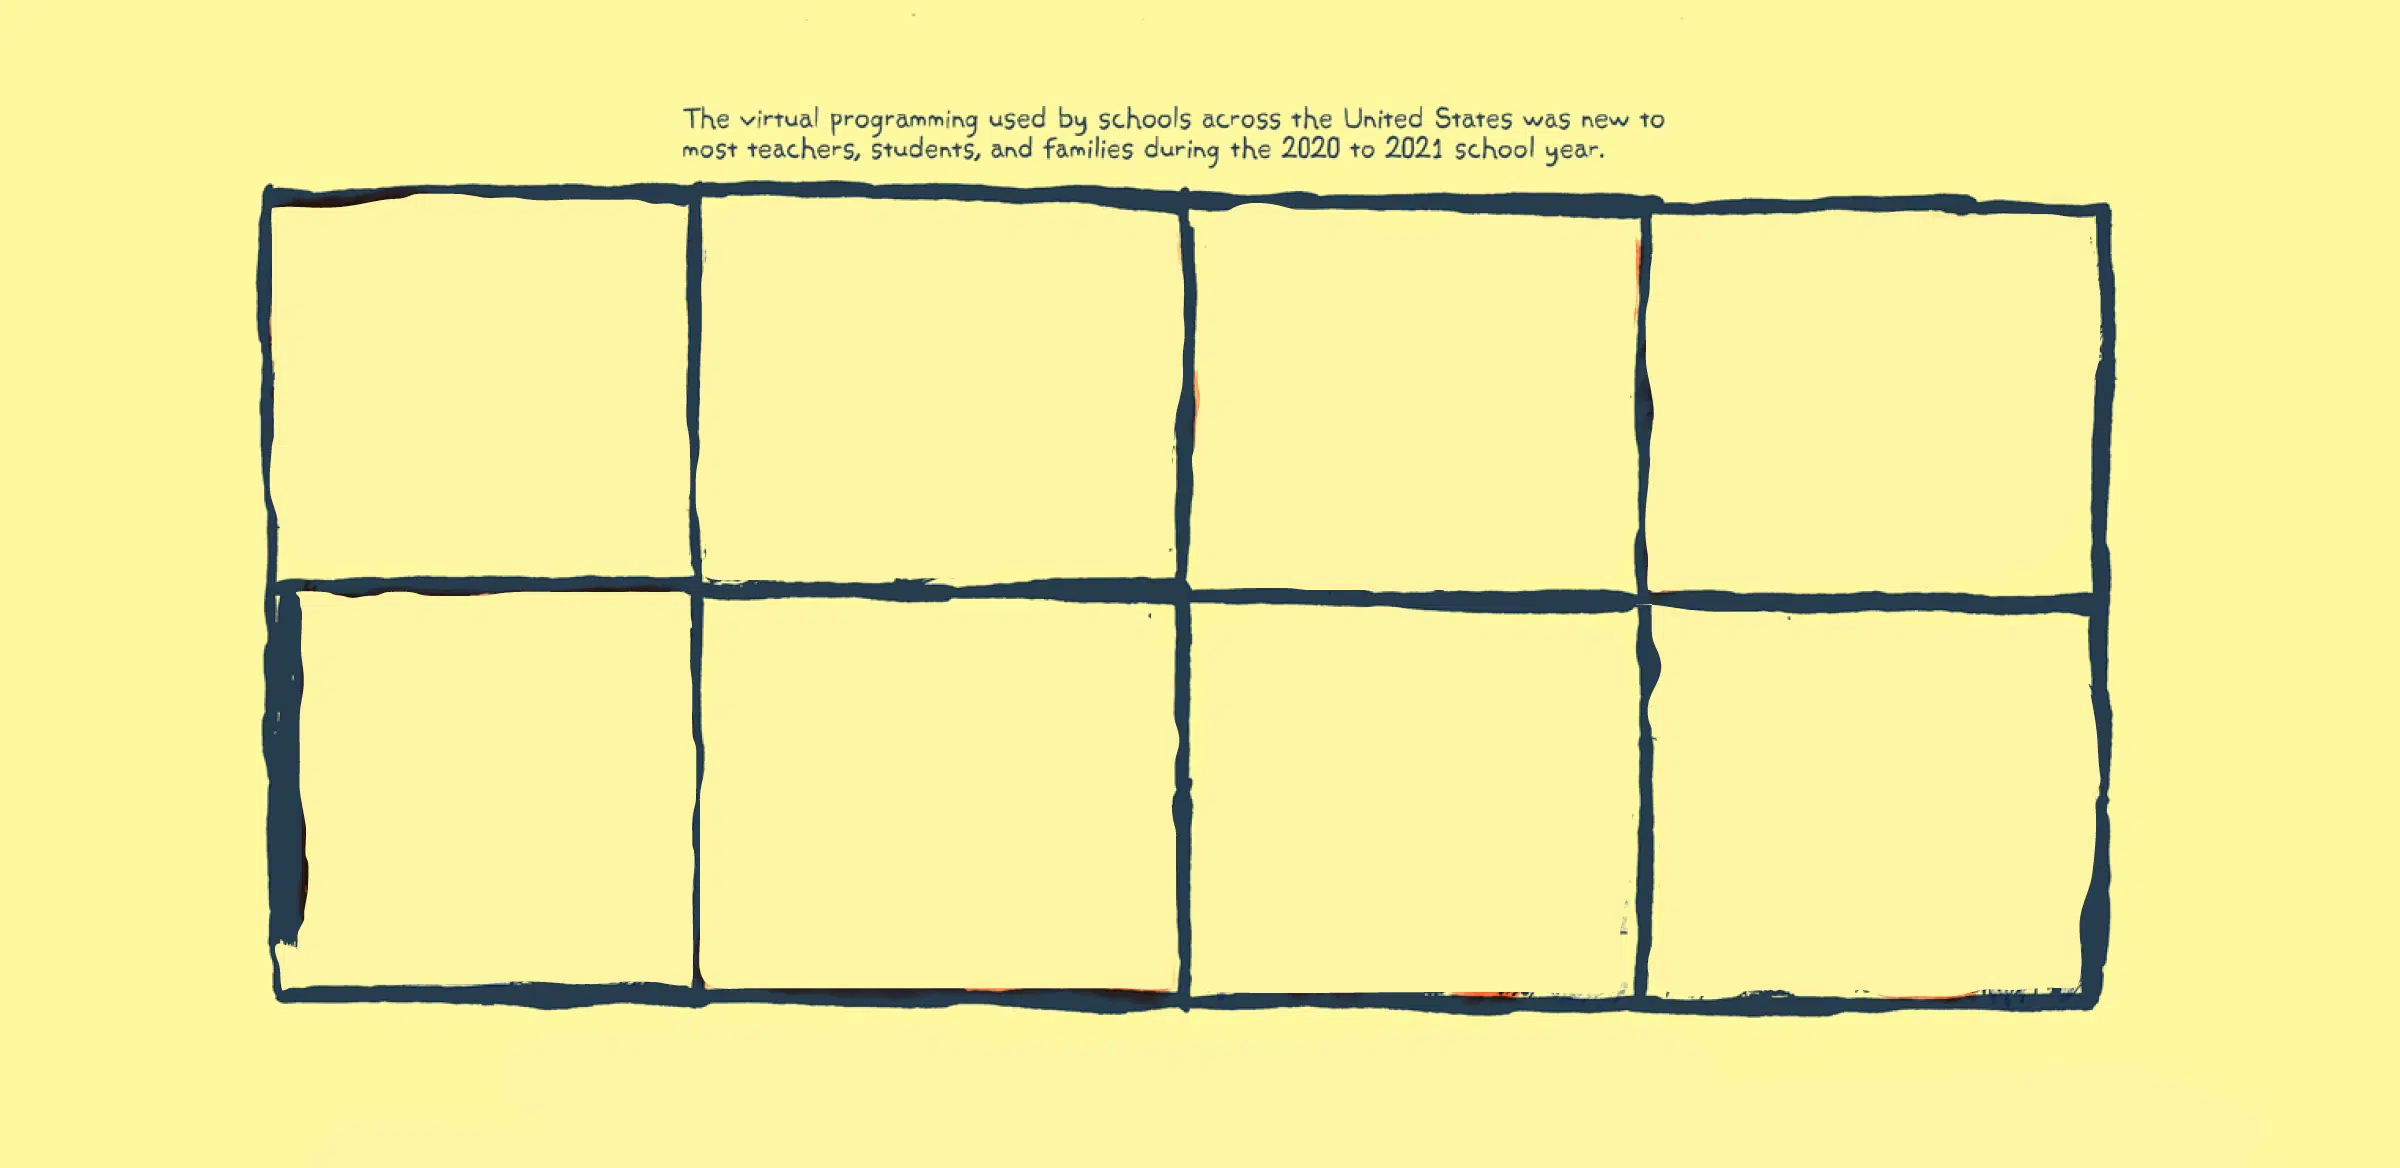 The virtual programming used by schools across the United States was new to
most teachers, students, and families during the 2020 to 2021 school year.